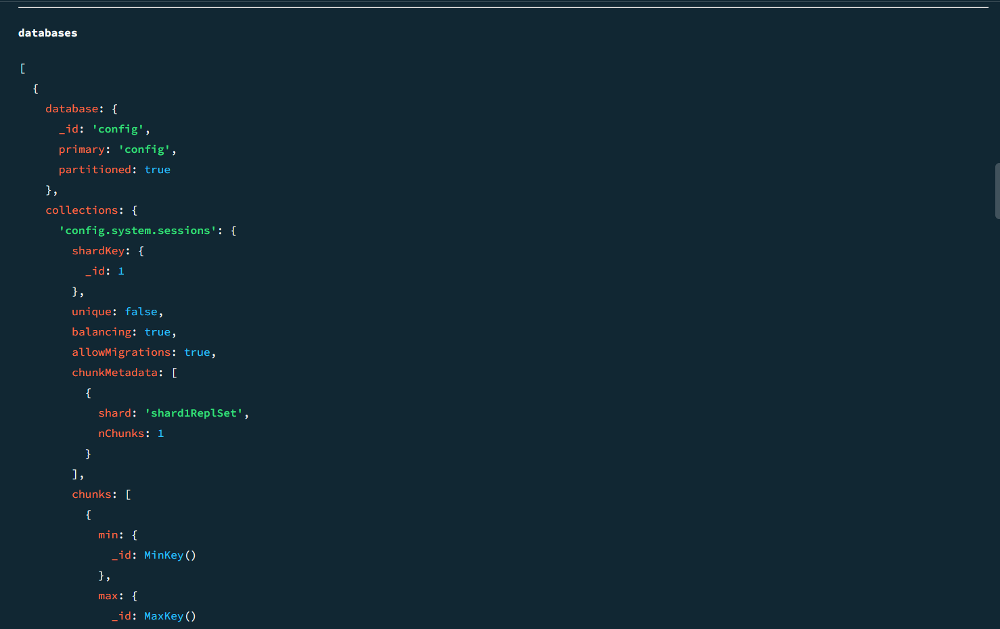 databases
[
  {
    database: {
      _id: 'config',
      primary: 'config',
      partitioned: true
    },
    collections: {
      'config.system.sessions': {
        shardKey: {
          _id: 1
        },
        unique: false,
        balancing: true,
        allowMigrations: true,
        chunkMetadata: [
          {
            shard: 'shard1ReplSet',
            nChunks: 1
          }
        ],
        chunks: [
          {
            min: {
              _id: MinKey()
            },
            max: {
              _id: MaxKey()